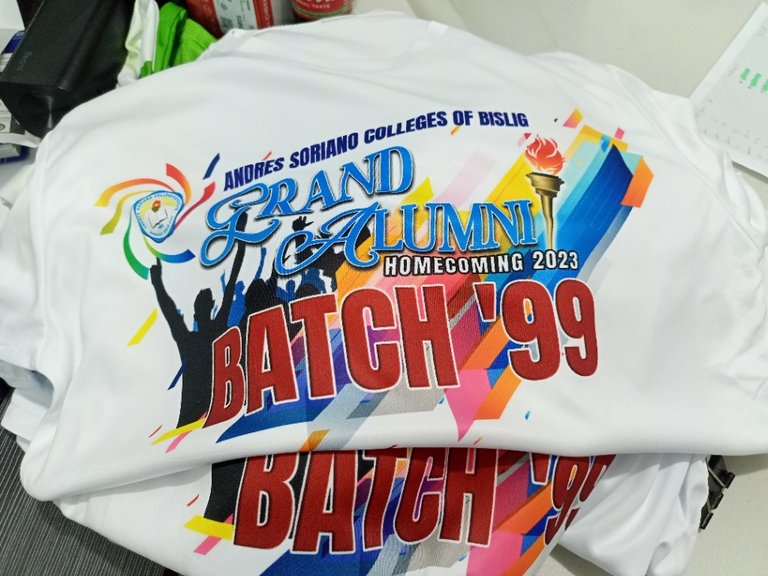 ANDRES SORIANO COLLEGES OF BISLIG
GRAND
ALUMNI
HOMECOMING 2023
BATCH '99
BATCH '99